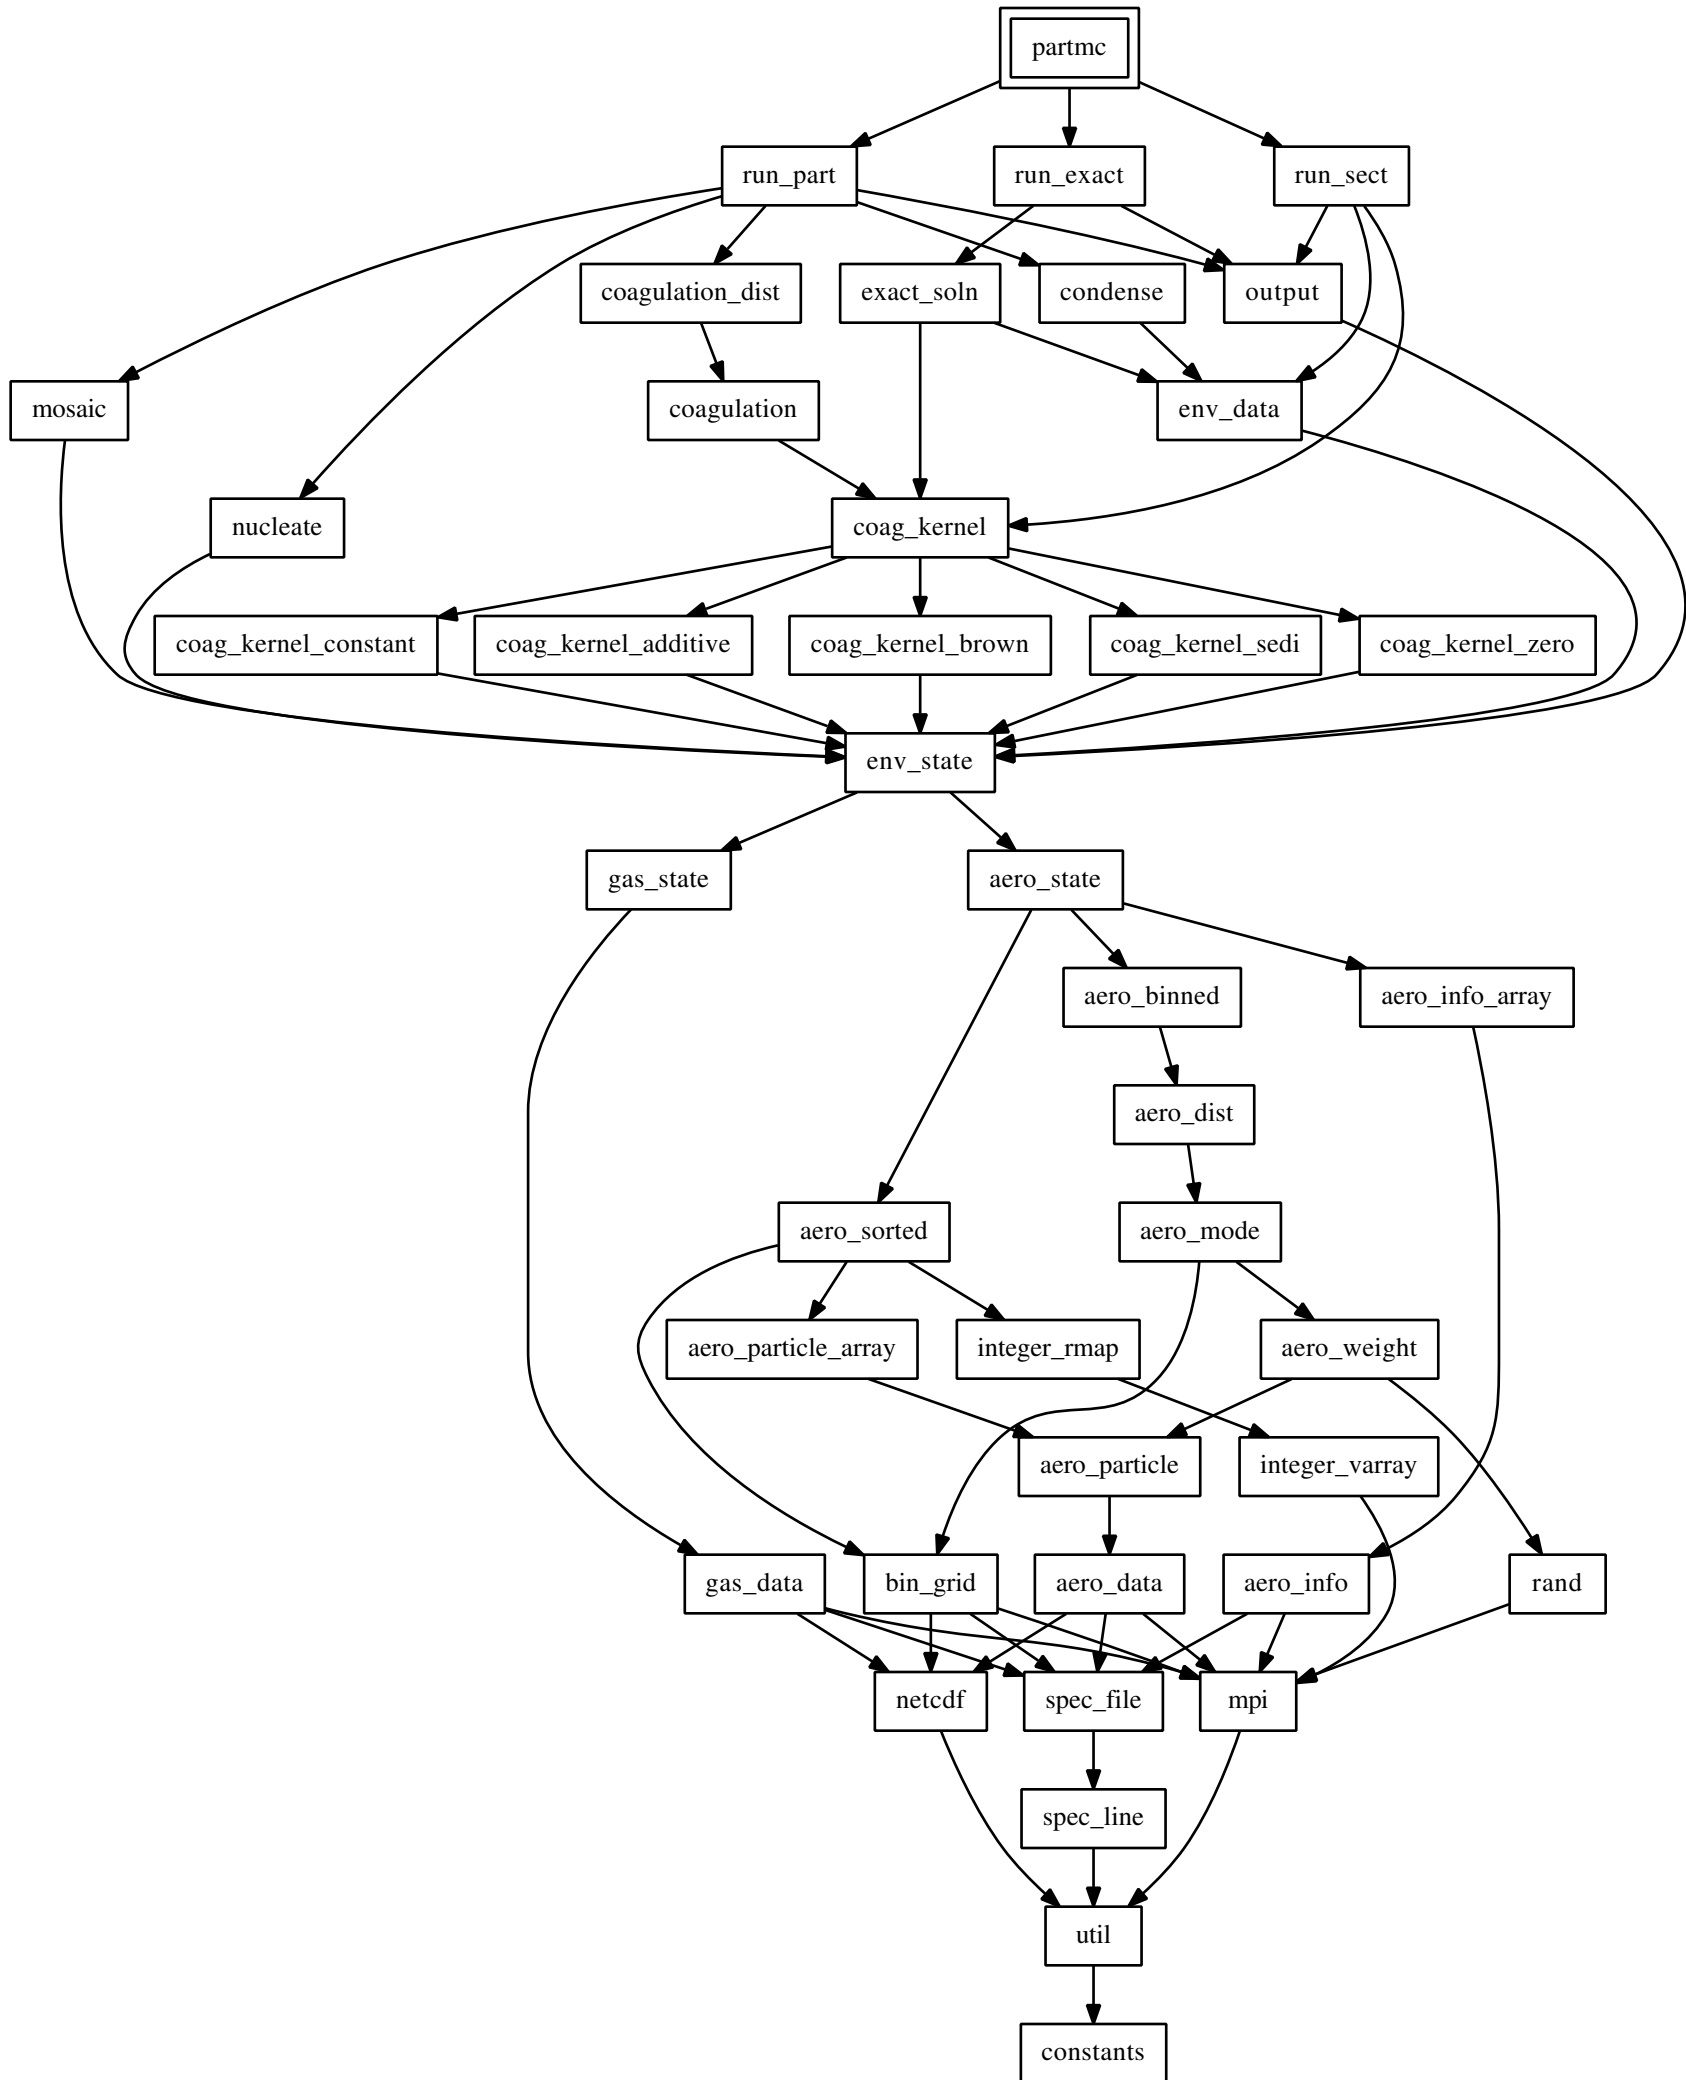 partmc
run_part
run_exact
run_sect
coagulation_dist
exact_soln
condense
output
mosaic
coagulation
env_data
nucleate
coag_kernel
coag_kernel_constant
coag_kernel_additive
coag_kernel_brown
coag_kernel_sedi
coag_kernel_zero
env_state
gas_state
aero_state
aero_binned
aero_info_array
aero_dist
aero_sorted
aero_mode
aero_particle_array
integer_rmap
aero_weight
aero_particle
integer_varray
gas_data
bin_grid
aero_data
aero_info
rand
netcdf
spec_file
mpi
spec_line
util
constants